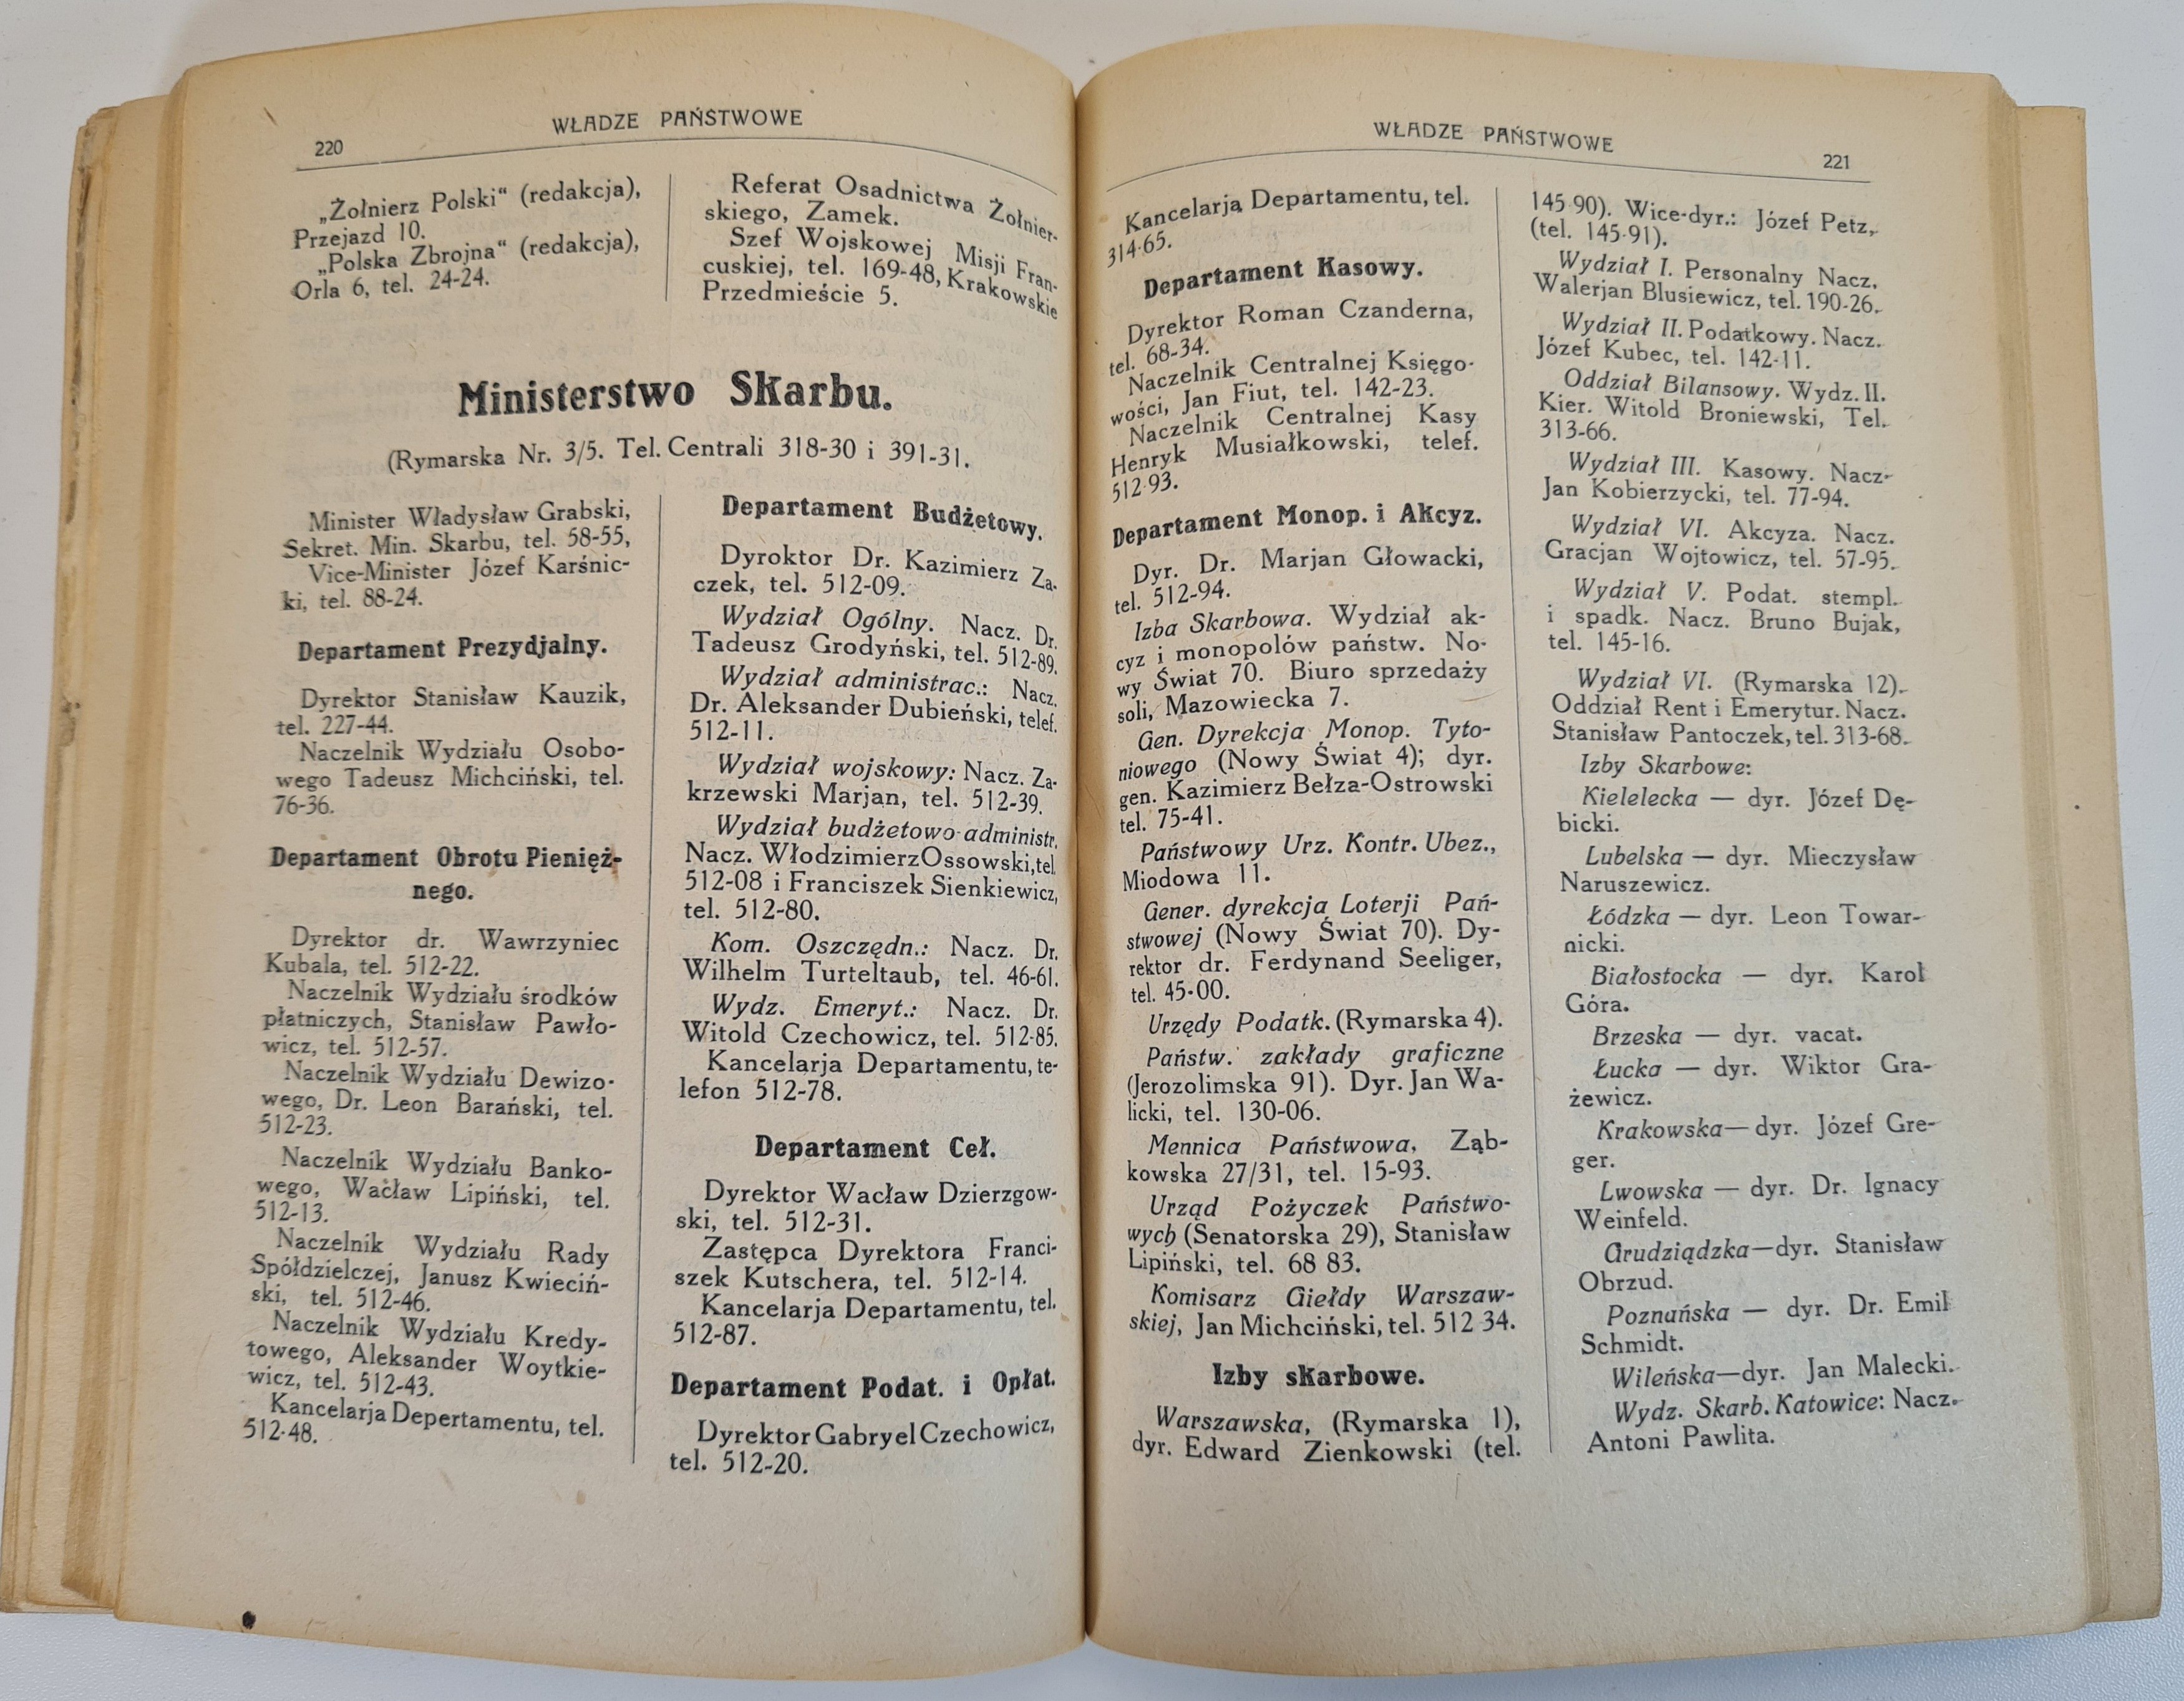 220
WŁADZE PAŃSTWOWE
„Żołnierz Polski“ (redakcja),
Przejazd 10.
„Polska Zbrojna“ (redakcja),
Orla 6, tel. 24-24.
Referat Osadnictwa Żołnier-
skiego, Zamek.
Szef Wojskowej Misji Fran-
cuskiej, tel. 169-48, Krakowskie
Przedmieście 5.
Ministerstwo Skarbu.
(Rymarska Nr. 3/5. Tel. Centrali 318-30 i 391-31.
Minister Władysław Grabski,
Sekret. Min. Skarbu, tel. 58-55,
Vice-Minister Józef Karśnic-
ki, tel. 88-24.
Departament Prezydjalny.
Dyrektor Stanisław Kauzik,
tel. 227-44.
Naczelnik Wydziału Osobo-
wego Tadeusz Michciński, tel.
76-36.
Departament Obrotu Pienięż-
nego.
Dyrektor dr. Wawrzyniec
Kubala, tel. 512-22.
Naczelnik Wydziału środków
płatniczych, Stanisław Pawło-
wicz, tel. 512-57.
Naczelnik Wydziału Dewizo-
wego, Dr. Leon Barański, tel.
512-23.
Naczelnik Wydziału Banko-
wego, Wacław Lipiński, tel.
512-13.
Naczelnik Wydziału Rady
Spółdzielczej, Janusz Kwieciń-
ski, tel. 512-46.
Naczelnik Wydziału Kredy-
towego, Aleksander Woytkie-
wicz, tel. 512-43.
Kancelarja Depertamentu, tel.
512-48.
Departament Budżetowy.
Dyroktor Dr. Kazimierz Za-
czek, tel. 512-09.
Wydział Ogólny. Nacz. Dr.
Tadeusz Grodyński, tel. 512-89.
Wydział administrac.: Nacz.
Dr. Aleksander Dubieński, telef.
512-11.
Wydział wojskowy: Nacz. Za-
krzewski Marjan, tel. 512-39.
Wydział budżetowo-administr.
Nacz. Włodzimierz Ossowski, tel.
512-08 i Franciszek Sienkiewicz,
tel. 512-80.
Kom. Oszczędn.: Nacz. Dr.
Wilhelm Turteltaub, tel. 46-61.
Wydz. Emeryt.: Nacz. Dr.
Witold Czechowicz, tel. 512-85.
Kancelarja Departamentu, te-
lefon 512-78.
Departament Ceł.
Dyrektor Wacław Dzierzgow-
ski, tel. 512-31.
Zastępca Dyrektora Franci-
szek Kutschera, tel. 512-14.
Kancelarja Departamentu, tel.
512-87.
Departament Podat. i Opłat.
Dyrektor Gabryel Czechowicz,
tel. 512-20.
WŁADZE PAŃSTWOWE
221
Kancelarją Departamentu, tel.
314-65.
Departament Kasowy.
Dyrektor Roman Czanderna,
tel. 68-34.
Naczelnik Centralnej Księgo-
wości, Jan Fiut, tel. 142-23.
Naczelnik Centralnej Kasy
Henryk Musiałkowski, telef.
512-93.
Departament Monop. i Akcyz.
Dyr. Dr. Marjan Głowacki,
tel. 512-94.
Izba Skarbowa. Wydział ak-
cyz i monopolów państw. No-
wy Świat 70. Biuro sprzedaży
soli, Mazowiecka 7.
Gen. Dyrekcja Monop. Tyto-
niowego (Nowy Świat 4); dyr.
gen. Kazimierz Bełza-Ostrowski
tel. 75-41.
Państwowy Urz. Kontr. Ubez.,
Miodowa 11.
Gener. dyrekcja Loterji Pań-
stwowej (Nowy Świat 70). Dy-
rektor dr. Ferdynand Seeliger,
tel. 45-00.
Urzędy Podatk. (Rymarska 4).
Państw. zakłady graficzne
(Jerozolimska 91). Dyr. Jan Wa-
licki, tel. 130-06.
Mennica Państwowa, Ząb-
kowska 27/31, tel. 15-93.
Urząd Pożyczek Państwo-
wych (Senatorska 29), Stanisław
Lipiński, tel. 68 83.
Komisarz Giełdy Warszaw-
skiej, Jan Michciński, tel. 512 34.
Izby skarbowe.
Warszawska, (Rymarska 1),
dyr. Edward Zienkowski (tel.
145-90). Wice-dyr.: Józef Petz,
(tel. 145-91).
Wydział I. Personalny Nacz.
Walerjan Blusiewicz, tel. 190-26.
Wydział II. Podatkowy. Nacz.
Józef Kubec, tel. 142-11.
Oddział Bilansowy. Wydz. II.
Kier. Witold Broniewski, Tel.
313-66.
Wydział III. Kasowy. Nacz-
Jan Kobierzycki, tel. 77-94.
Wydział VI. Akcyza. Nacz.
Gracjan Wojtowicz, tel. 57-95.
Wydział V. Podat. stempl.
i spadk. Nacz. Bruno Bujak,
tel. 145-16.
Wydział VI. (Rymarska 12).
Oddział Rent i Emerytur. Nacz.
Stanisław Pantoczek, tel. 313-68.
Izby Skarbowe:
Kielelecka — dyr. Józef Dę-
bicki.
Lubelska — dyr. Mieczysław
Naruszewicz.
Łódzka — dyr. Leon Towar-
nicki.
Białostocka — dyr. Karol
Góra.
Brzeska — dyr. vacat.
Łucka — dyr. Wiktor Gra-
żewicz.
Krakowska — dyr. Józef Gre-
ger.
Lwowska — dyr. Dr. Ignacy
Weinfeld.
Grudziądzka — dyr. Stanisław
Obrzud.
Poznańska — dyr. Dr. Emil
Schmidt.
Wileńska — dyr. Jan Malecki.
Wydz. Skarb. Katowice: Nacz.
Antoni Pawlita.